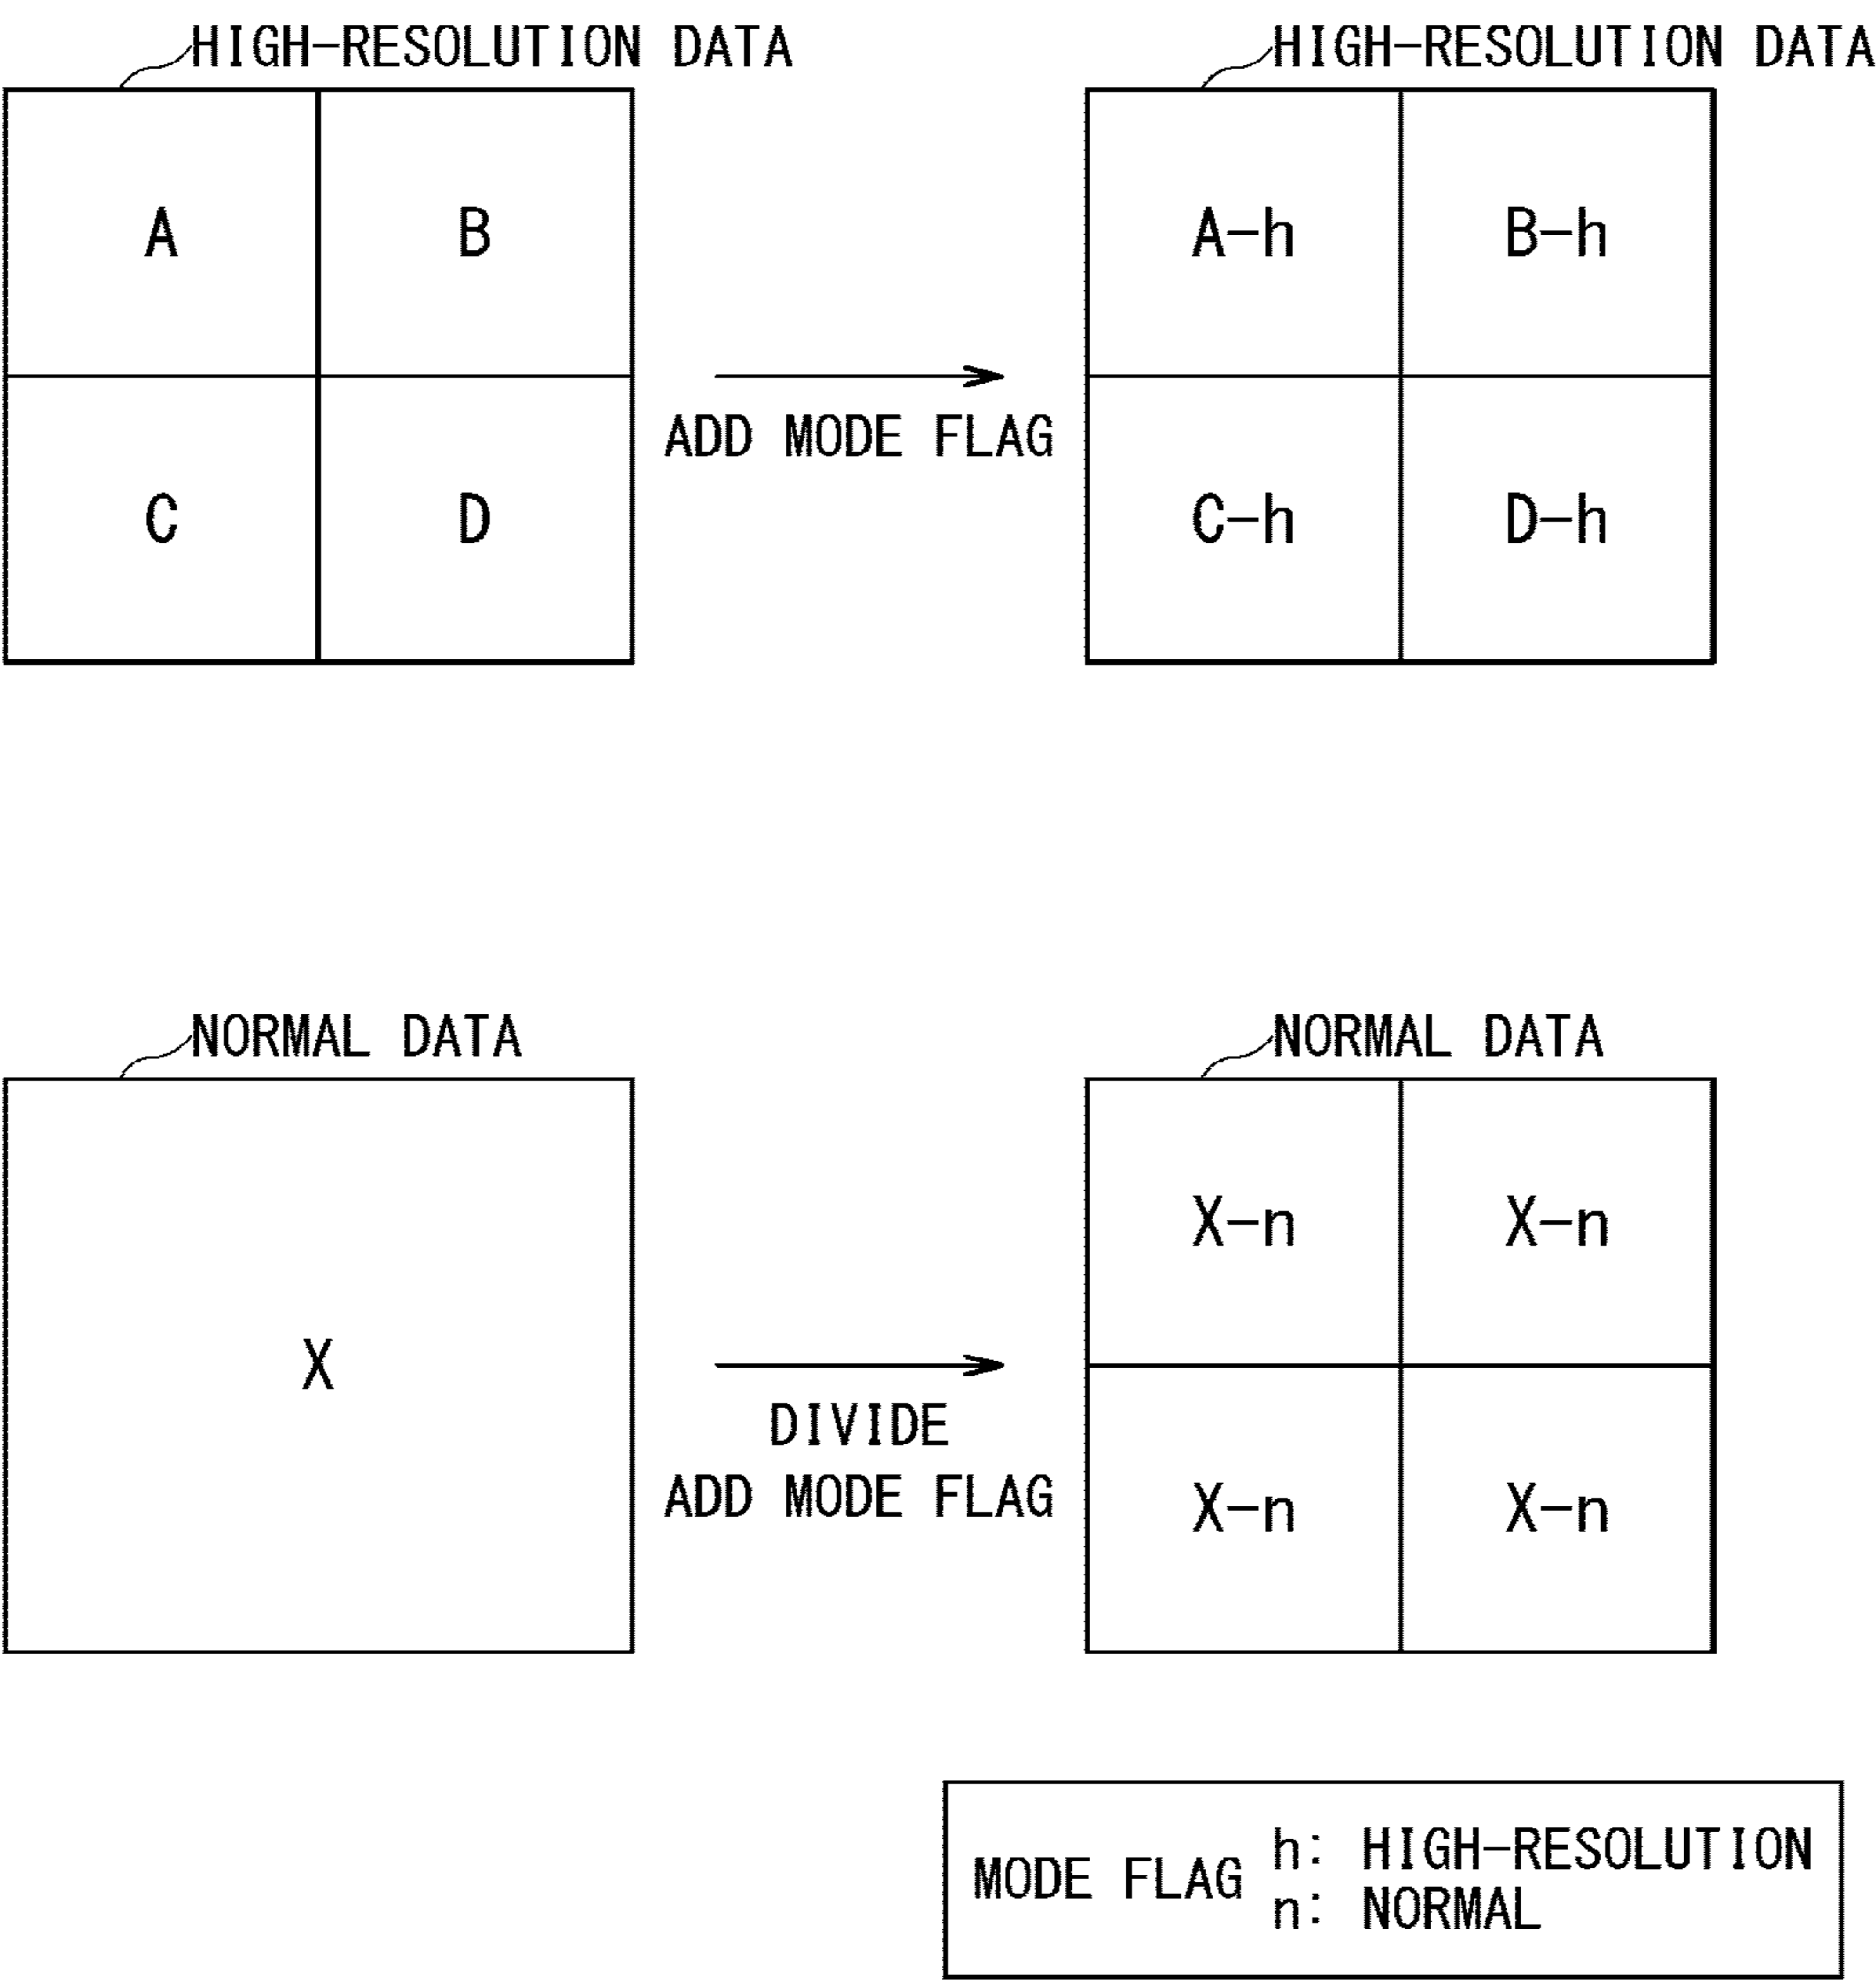 HIGH-RESOLUTION DATA
HIGH-RESOLUTION DATA
A B
C D
ADD MODE FLAG
A-h B-h
C-h D-h
NORMAL DATA
NORMAL DATA
X
DIVIDE
ADD MODE FLAG
X-n X-n
X-n X-n
MODE FLAG
h: HIGH-RESOLUTION
n: NORMAL